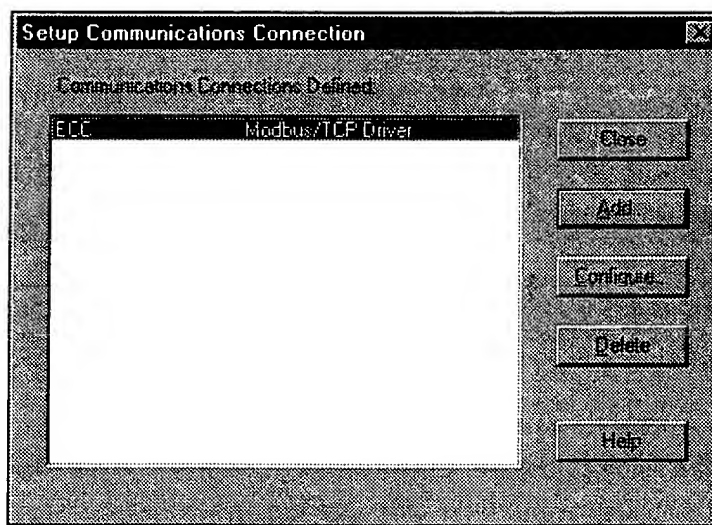 Setup Communications Connection
Communications Connections Defined:
ECC Modbus/TCP Driver
Close
Add...
Configure...
Delete
Help